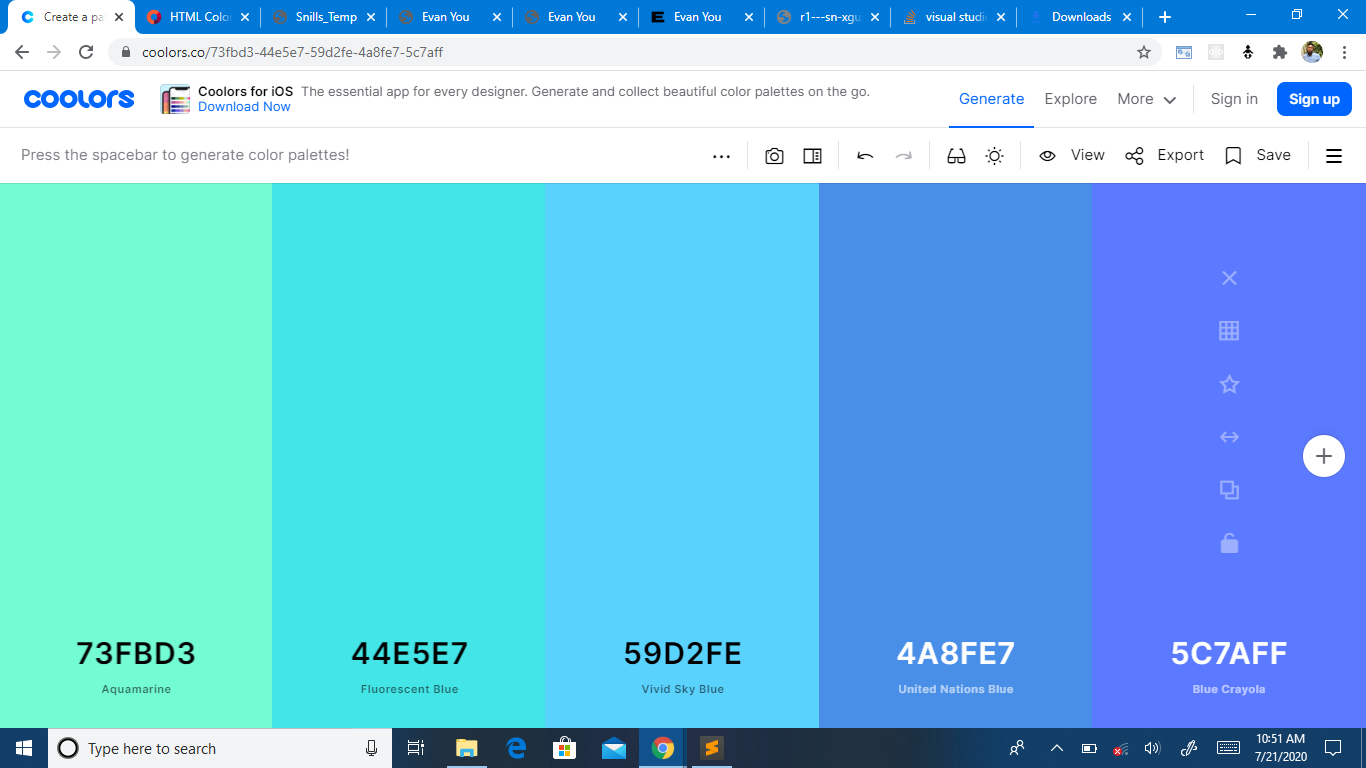 Create a pa
HTML Colo
Snills_Temp
Evan You
Evan You
Evan You
r1---sn-xgu
visual studi
Downloads
coolors.co/73fbd3-44e5e7-59d2fe-4a8fe7-5c7aff
coolors
Coolors for iOS The essential app for every designer. Generate and collect beautiful color palettes on the go.
Download Now
Generate
Explore
More
Sign in
Sign up
Press the spacebar to generate color palettes!
View
Export
Save
73FBD3
Aquamarine
44E5E7
Fluorescent Blue
59D2FE
Vivid Sky Blue
4A8FE7
United Nations Blue
5C7AFF
Blue Crayola
Type here to search
10:51 AM
7/21/2020